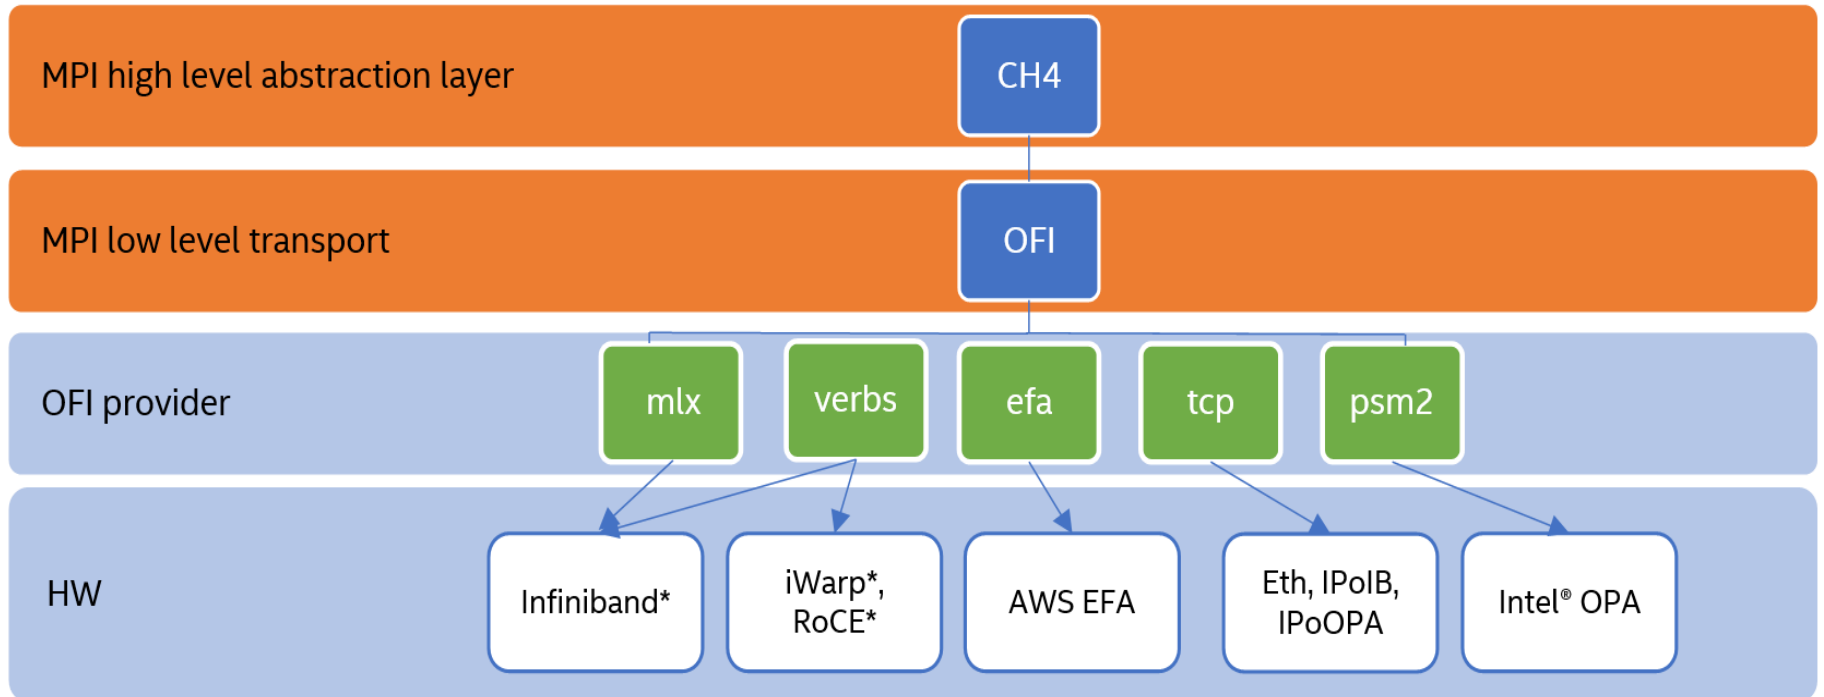 MPI high level abstraction layer
CH4
MPI low level transport
OFI
OFI provider
mlx
verbs
efa
tcp
psm2
HW
Infiniband*
iWarp*,
RoCE*
AWS EFA
Eth, IPoIB,
IPoOPA
Intel® OPA